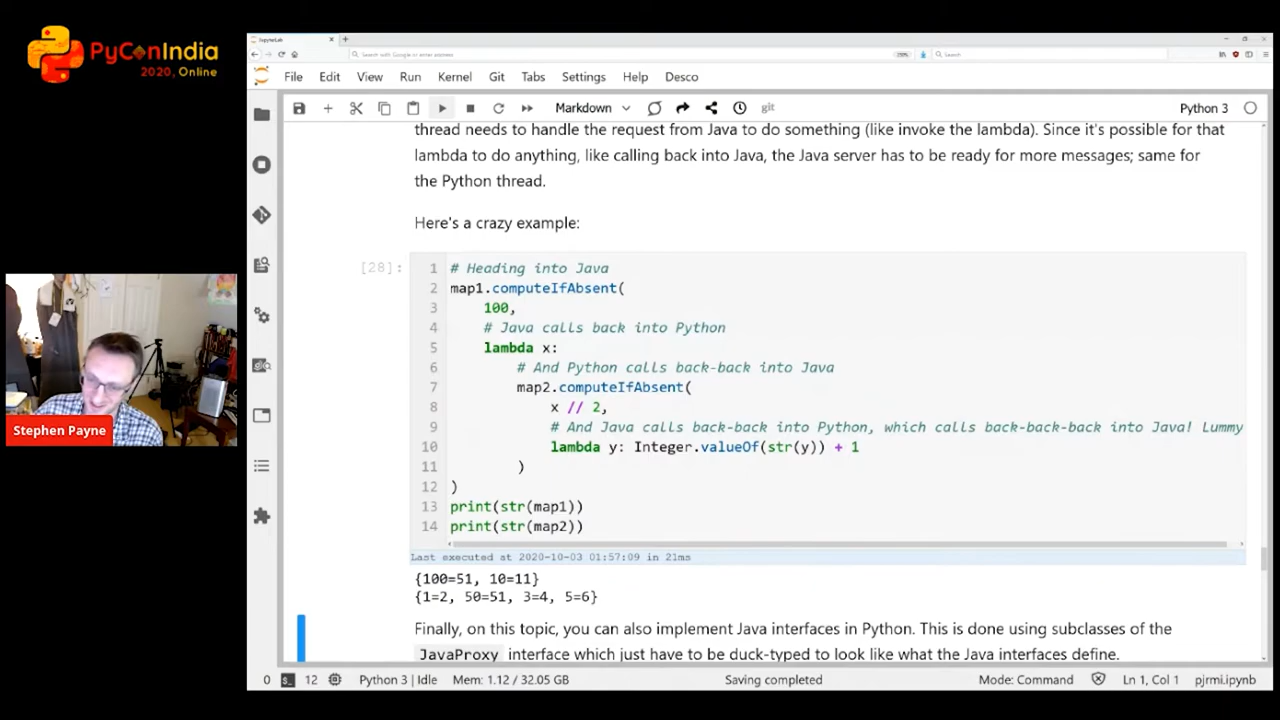 PyConIndia
2020, Online
JupyterLab
Search with Google or enter address
Search
File Edit View Run Kernel Git Tabs Settings Help Desco
Markdown git Python 3
thread needs to handle the request from Java to do something (like invoke the lambda). Since it's possible for that
lambda to do anything, like calling back into Java, the Java server has to be ready for more messages; same for
the Python thread.
Here's a crazy example:
[28]:
1 # Heading into Java
2 map1.computeIfAbsent(
3 100,
4 # Java calls back into Python
5 lambda x:
6 # And Python calls back-back into Java
7 map2.computeIfAbsent(
8 x // 2,
9 # And Java calls back-back into Python, which calls back-back-back into Java! Lummy
10 lambda y: Integer.valueOf(str(y)) + 1
11 )
12 )
13 print(str(map1))
14 print(str(map2))
Last executed at 2020-10-03 01:57:09 in 21ms
{100=51, 10=11}
{1=2, 50=51, 3=4, 5=6}
Finally, on this topic, you can also implement Java interfaces in Python. This is done using subclasses of the
JavaProxy interface which just have to be duck-typed to look like what the Java interfaces define.
Stephen Payne
0 12 Python 3 | Idle Mem: 1.12 / 32.05 GB Saving completed Mode: Command Ln 1, Col 1 pjrmi.ipynb